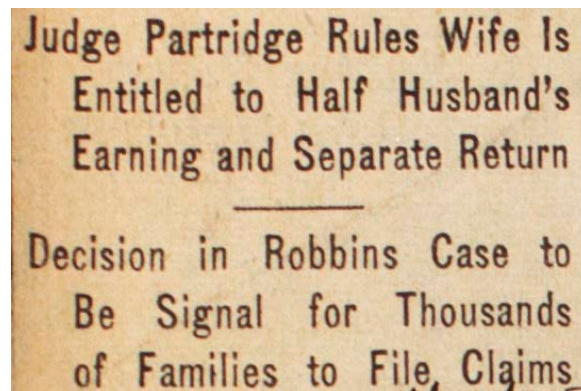 Judge Partridge Rules Wife Is
Entitled to Half Husband's
Earning and Separate Return
Decision in Robbins Case to
Be Signal for Thousands
of Families to File Claims